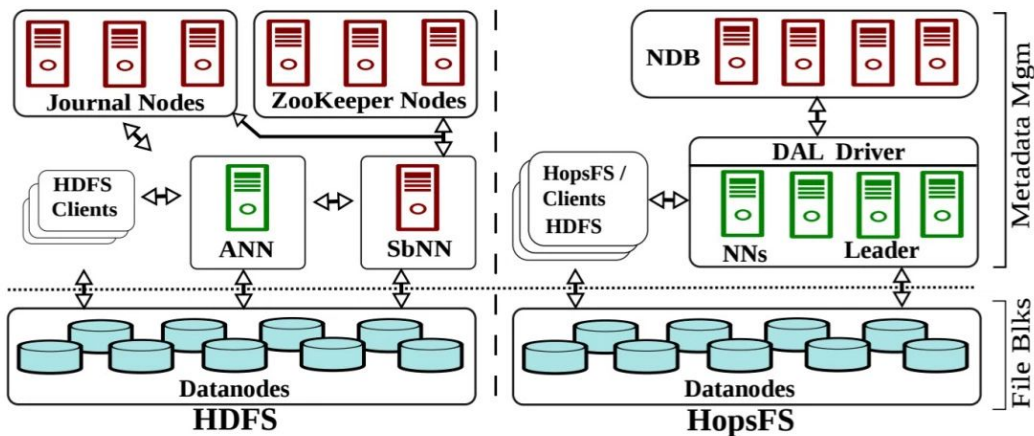 Journal Nodes
ZooKeeper Nodes
HDFS
Clients
ANN
SbNN
Datanodes
HDFS
NDB
DAL Driver
HopsFS /
Clients
HDFS
NNs
Leader
Datanodes
HopsFS
Metadata Mgm
File Blks